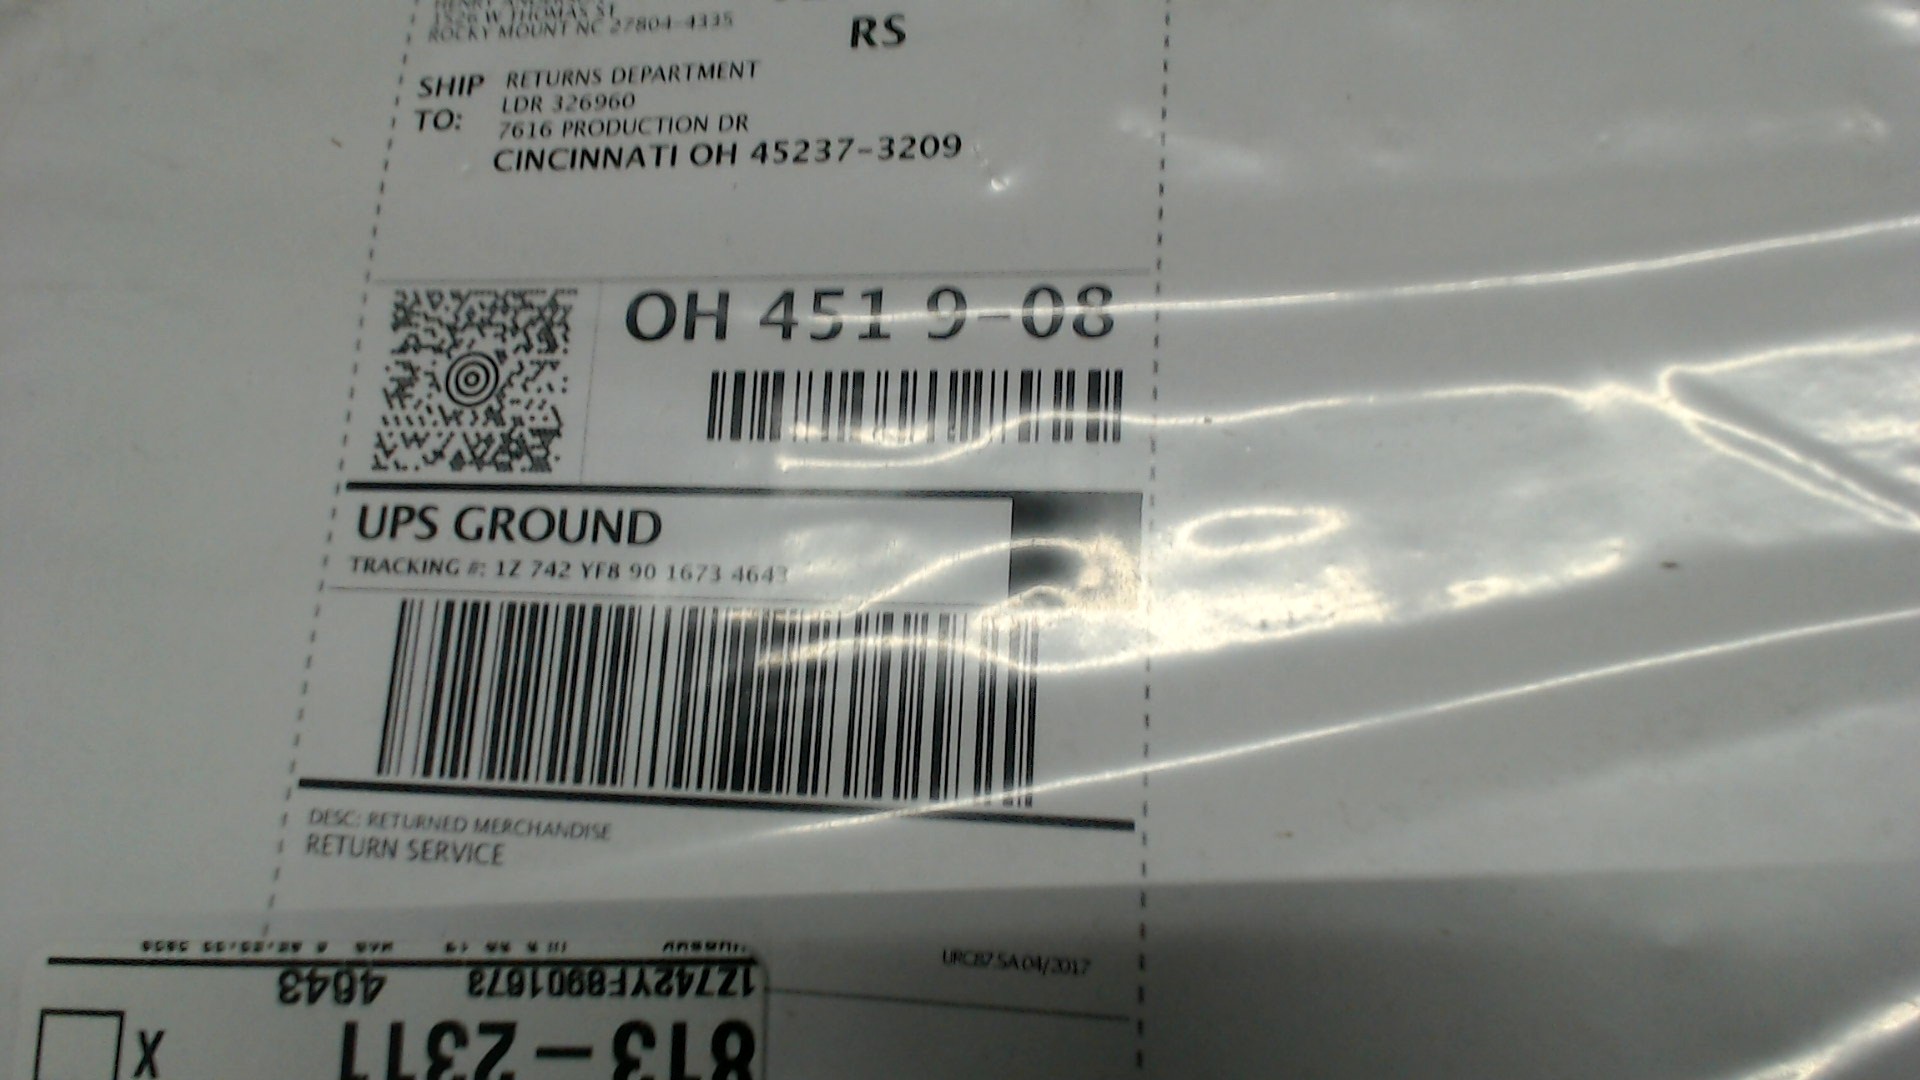 1526 W THOMAS ST
ROCKY MOUNT NC 27804-4335
RS
SHIP TO:
RETURNS DEPARTMENT
LDR 326960
7616 PRODUCTION DR
CINCINNATI OH 45237-3209
OH 451 9-08
UPS GROUND
TRACKING #: 1Z 742 YF8 90 1673 4643
DESC: RETURNED MERCHANDISE
RETURN SERVICE
URC87.5A 04/2017
1Z742YF8901673 4643
813-2311
X